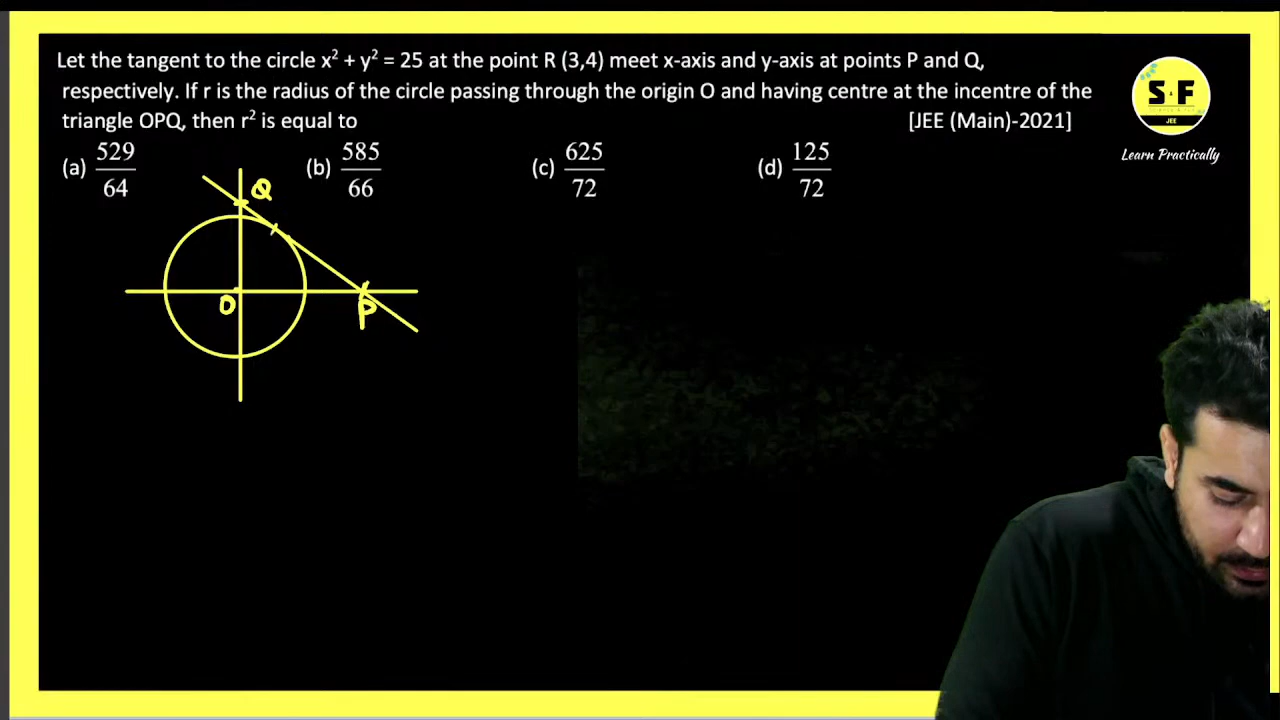 Let the tangent to the circle x² + y² = 25 at the point R (3,4) meet x-axis and y-axis at points P and Q,
respectively. If r is the radius of the circle passing through the origin O and having centre at the incentre of the
triangle OPQ, then r² is equal to [JEE (Main)-2021]
(a) 529/64 (b) 585/66 (c) 625/72 (d) 125/72
S&F
JEE
Learn Practically
Q
O
P